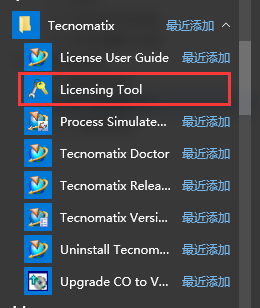 Tecnomatix 最近添加
License User Guide 最近添加
Licensing Tool
Process Simulate... 最近添加
Tecnomatix Doctor 最近添加
Tecnomatix Relea... 最近添加
Tecnomatix Versi... 最近添加
Uninstall Tecnom... 最近添加
Upgrade CO to V... 最近添加